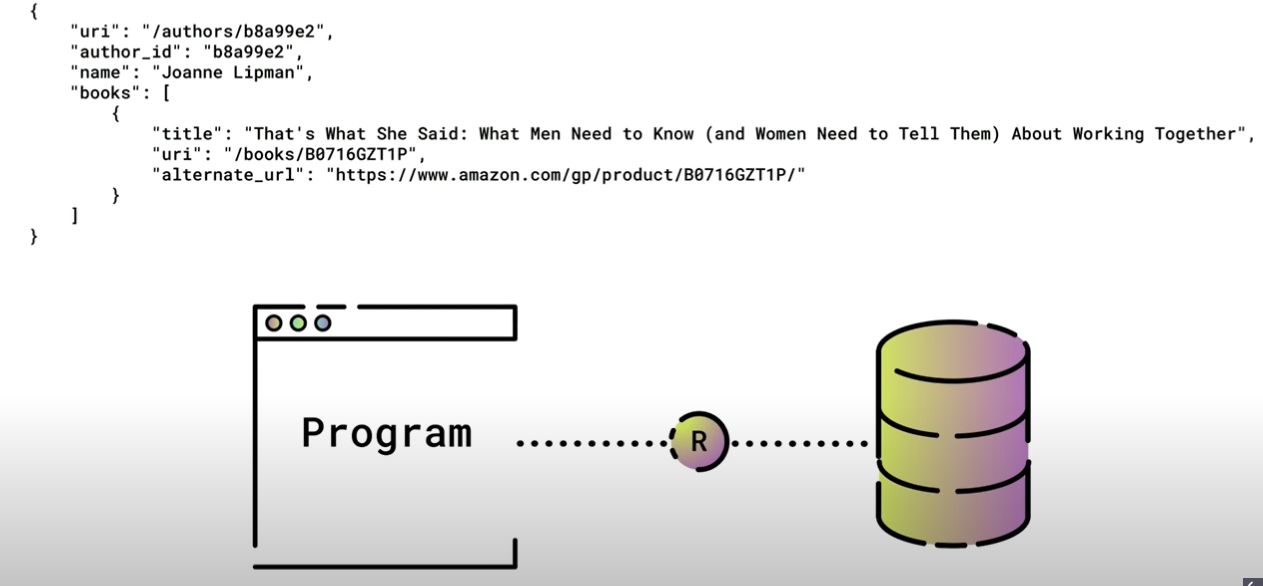 {
"uri": "/authors/b8a99e2",
"author_id": "b8a99e2",
"name": "Joanne Lipman",
"books": [
{
"title": "That's What She Said: What Men Need to Know (and Women Need to Tell Them) About Working Together",
"uri": "/books/B0716GZT1P",
"alternate_url": "https://www.amazon.com/gp/product/B0716GZT1P/"
}
]
}
Program
R